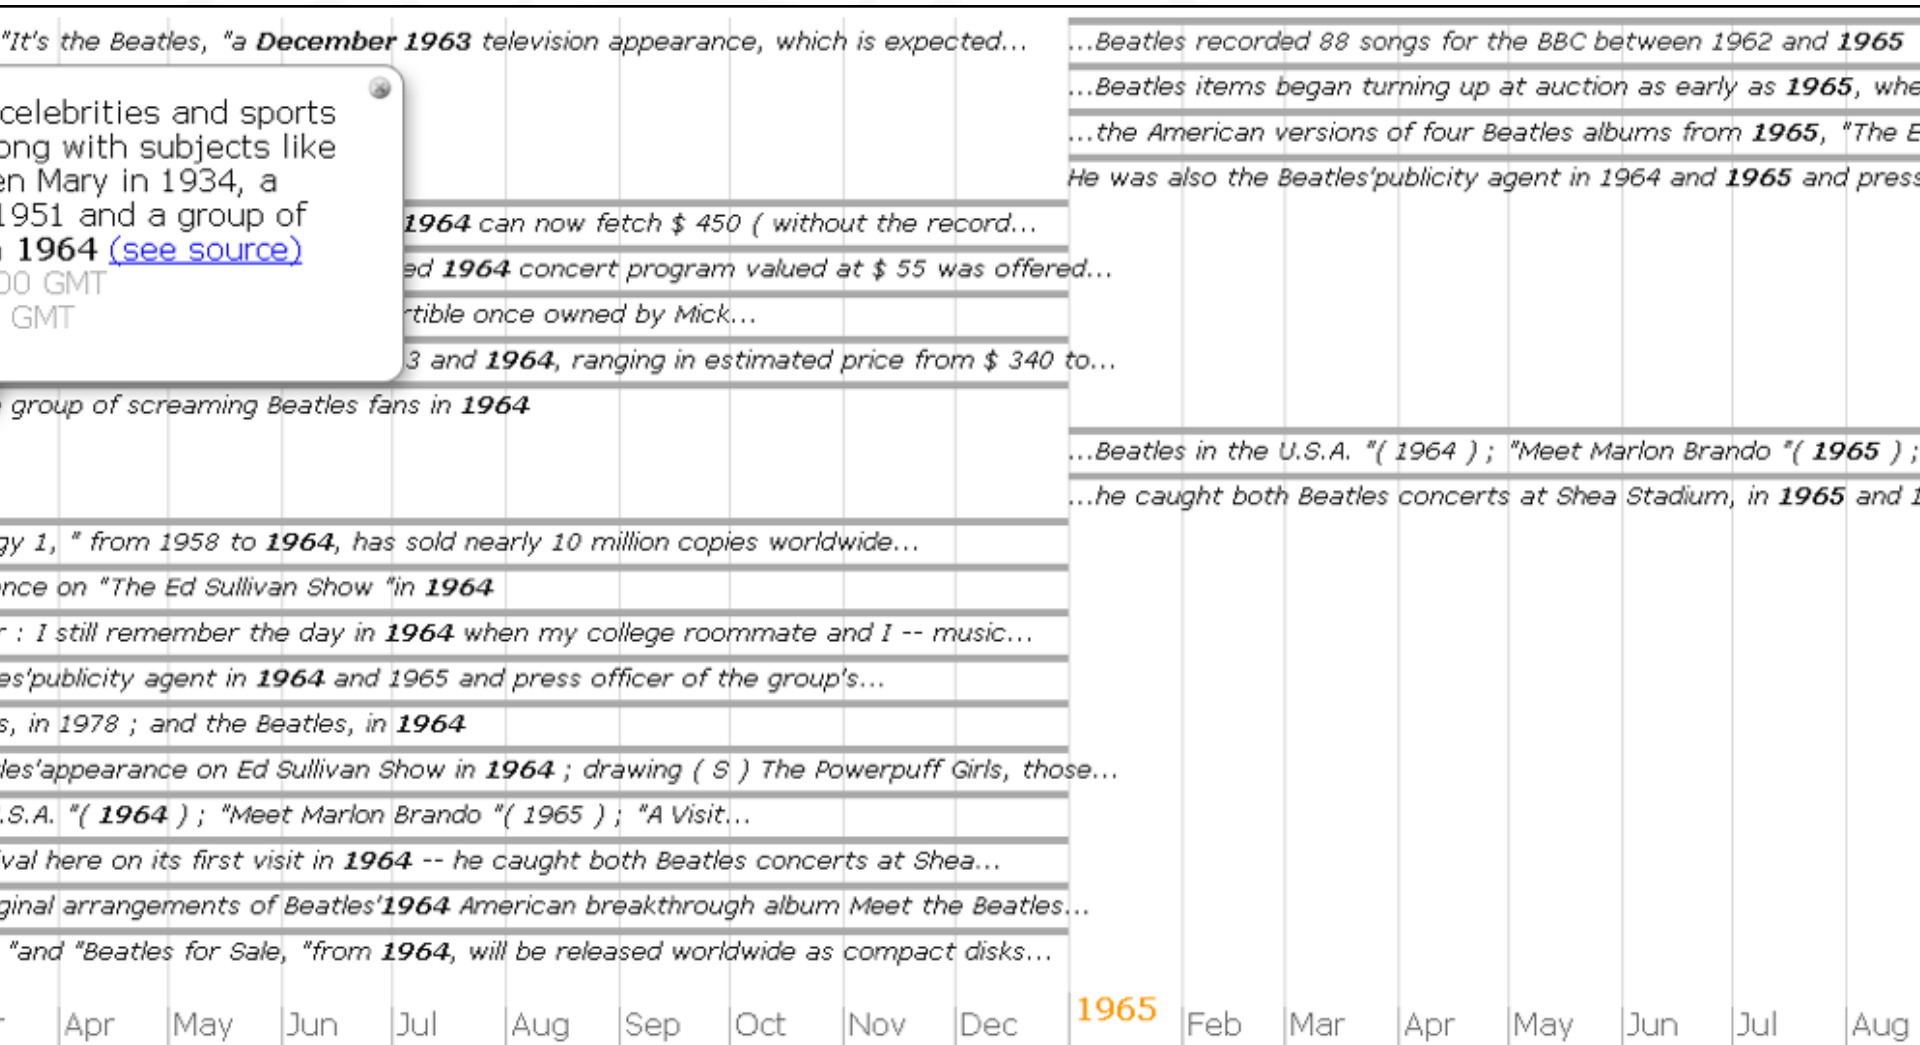 "It's the Beatles, "a December 1963 television appearance, which is expected...
...Beatles recorded 88 songs for the BBC between 1962 and 1965
...Beatles items began turning up at auction as early as 1965, whe
...the American versions of four Beatles albums from 1965, "The E
He was also the Beatles'publicity agent in 1964 and 1965 and press
celebrities and sports
ong with subjects like
en Mary in 1934, a
1951 and a group of
1964 (see source)
00 GMT
GMT
1964 can now fetch $ 450 ( without the record...
ed 1964 concert program valued at $ 55 was offered...
rtible once owned by Mick...
3 and 1964, ranging in estimated price from $ 340 to...
group of screaming Beatles fans in 1964
...Beatles in the U.S.A. "( 1964 ) ; "Meet Marlon Brando "( 1965 ) ;
...he caught both Beatles concerts at Shea Stadium, in 1965 and 1
gy 1, " from 1958 to 1964, has sold nearly 10 million copies worldwide...
nce on "The Ed Sullivan Show "in 1964
r : I still remember the day in 1964 when my college roommate and I -- music...
es'publicity agent in 1964 and 1965 and press officer of the group's...
s, in 1978 ; and the Beatles, in 1964
les'appearance on Ed Sullivan Show in 1964 ; drawing ( S ) The Powerpuff Girls, those...
.S.A. "( 1964 ) ; "Meet Marlon Brando "( 1965 ) ; "A Visit...
ival here on its first visit in 1964 -- he caught both Beatles concerts at Shea...
ginal arrangements of Beatles'1964 American breakthrough album Meet the Beatles...
"and "Beatles for Sale, "from 1964, will be released worldwide as compact disks...
Apr May Jun Jul Aug Sep Oct Nov Dec 1965 Feb Mar Apr May Jun Jul Aug